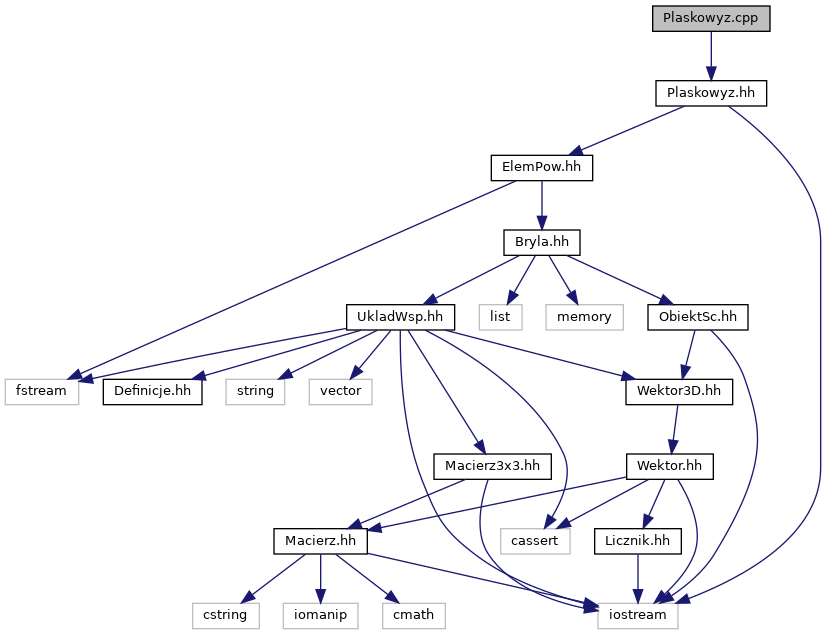 Plaskowyz.cpp
Plaskowyz.hh
ElemPow.hh
Bryla.hh
UkladWsp.hh
list
memory
ObiektSc.hh
fstream
Definicje.hh
string
vector
Wektor3D.hh
Macierz3x3.hh
Wektor.hh
Macierz.hh
cassert
Licznik.hh
cstring
iomanip
cmath
iostream